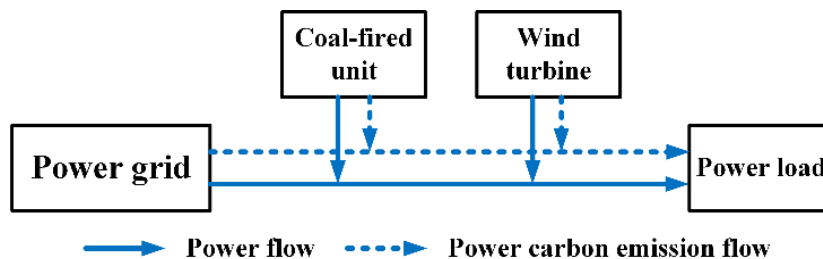 Coal-fired
unit
Wind
turbine
Power grid
Power load
Power flow
Power carbon emission flow